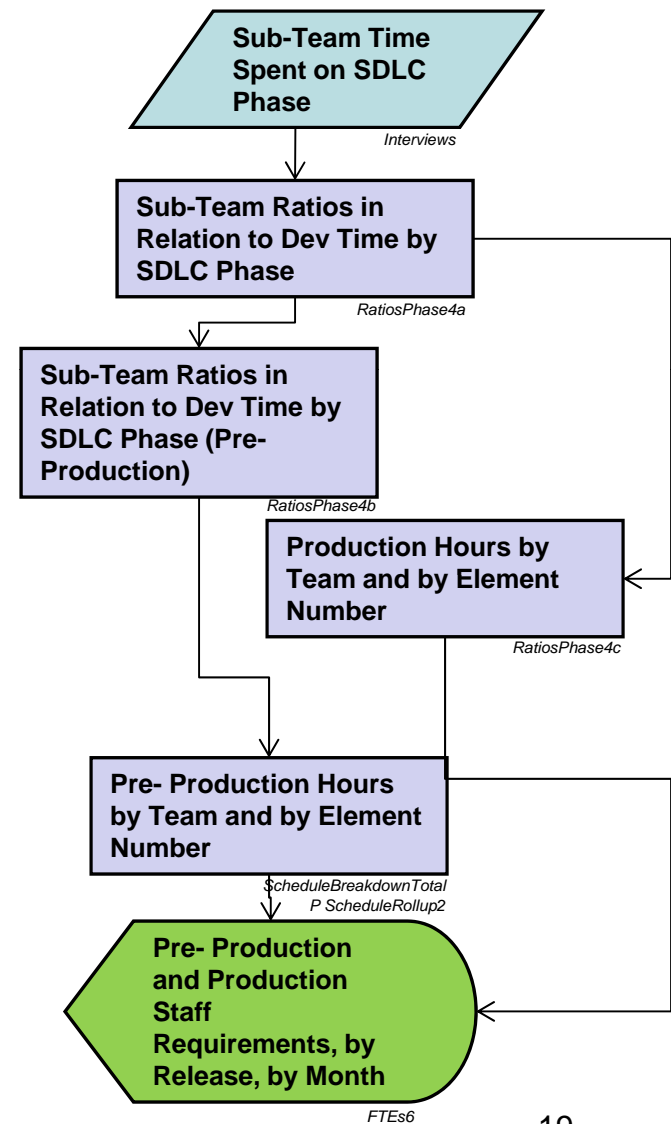 Sub-Team Time
Spent on SDLC
Phase
Interviews
Sub-Team Ratios in
Relation to Dev Time by
SDLC Phase
RatiosPhase4a
Sub-Team Ratios in
Relation to Dev Time by
SDLC Phase (Pre-
Production)
RatiosPhase4b
Production Hours by
Team and by Element
Number
RatiosPhase4c
Pre- Production Hours
by Team and by Element
Number
ScheduleBreakdownTotal
P ScheduleRollup2
Pre- Production
and Production
Staff
Requirements, by
Release, by Month
FTEs6